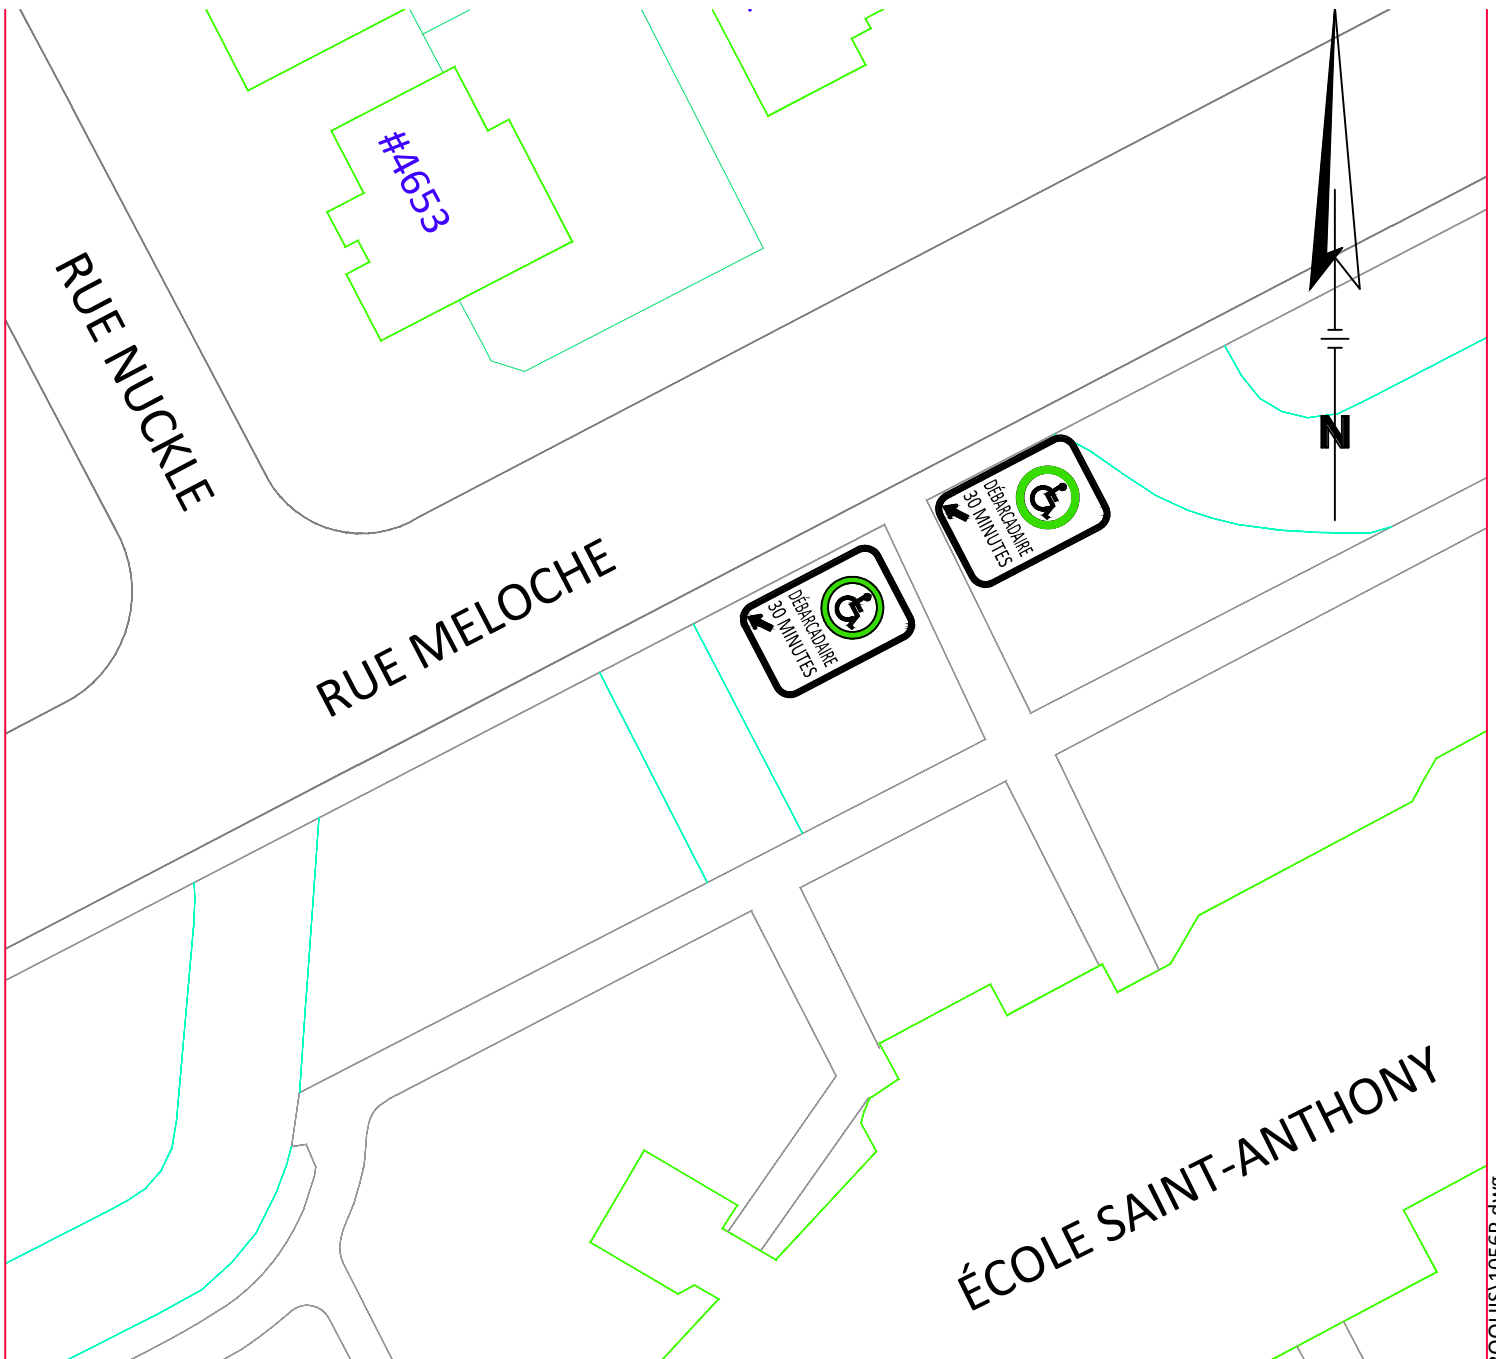 #4653
RUE NUCKLE
N
DÉBARCADAIRE
30 MINUTES
DÉBARCADAIRE
30 MINUTES
RUE MELOCHE
ÉCOLE SAINT-ANTHONY